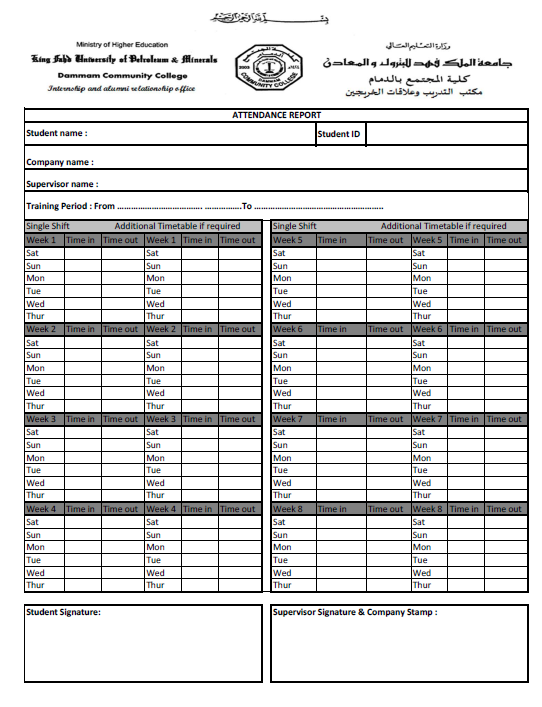 Ministry of Higher Education
King Fahd University of Petroleum & Minerals
Dammam Community College
Internship and alumni relationship office
وزارة التعليم العالي
جامعة الملك فهد للبترول و المعادن
كلية المجتمع بالدمام
مكتب التدريب وعلاقات الخريجين
2003
DAMMAM
COMMUNITY COLLEGE
ATTENDANCE REPORT
Student name : Student ID
Company name :
Supervisor name :
Training Period : From ................................... ..............To ......................................................
Single Shift Additional Timetable if required Single Shift Additional Timetable if required
Week 1 Time in Time out Week 1 Time in Time out Week 5 Time in Time out Week 5 Time in Time out
Sat Sat Sat Sat
Sun Sun Sun Sun
Mon Mon Mon Mon
Tue Tue Tue Tue
Wed Wed Wed Wed
Thur Thur Thur Thur
Week 2 Time in Time out Week 2 Time in Time out Week 6 Time in Time out Week 6 Time in Time out
Sat Sat Sat Sat
Sun Sun Sun Sun
Mon Mon Mon Mon
Tue Tue Tue Tue
Wed Wed Wed Wed
Thur Thur Thur Thur
Week 3 Time in Time out Week 3 Time in Time out Week 7 Time in Time out Week 7 Time in Time out
Sat Sat Sat Sat
Sun Sun Sun Sun
Mon Mon Mon Mon
Tue Tue Tue Tue
Wed Wed Wed Wed
Thur Thur Thur Thur
Week 4 Time in Time out Week 4 Time in Time out Week 8 Time in Time out Week 8 Time in Time out
Sat Sat Sat Sat
Sun Sun Sun Sun
Mon Mon Mon Mon
Tue Tue Tue Tue
Wed Wed Wed Wed
Thur Thur Thur Thur
Student Signature: Supervisor Signature & Company Stamp :